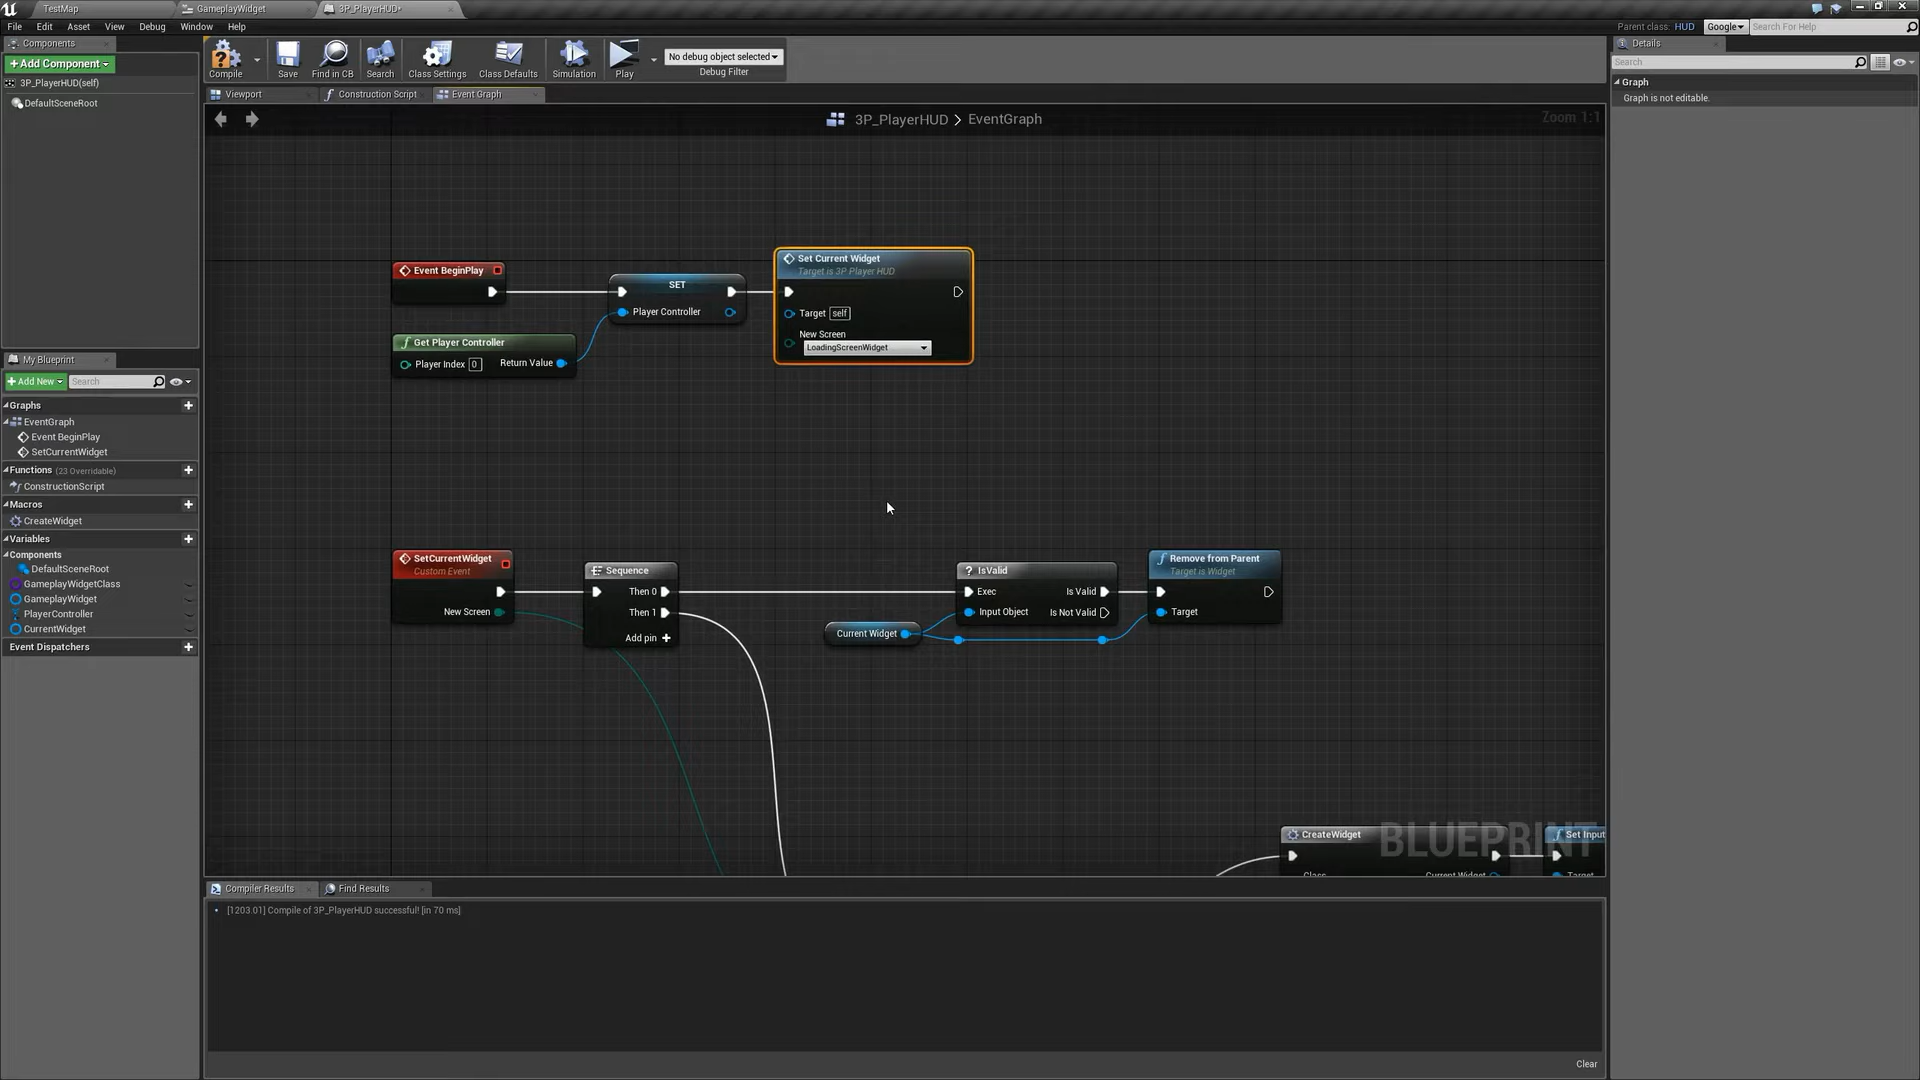 TestMap
GameplayWidget
3P_PlayerHUD*
File Edit Asset View Debug Window Help
Parent class: HUD
Google
Search For Help
Components
+Add Component
3P_PlayerHUD(self)
DefaultSceneRoot
Compile
Save
Find in CB
Search
Class Settings
Class Defaults
Simulation
Play
No debug object selected
Debug Filter
Details
Search
Graph
Graph is not editable.
Viewport
Construction Script
Event Graph
3P_PlayerHUD > EventGraph
Zoom 1:1
Event BeginPlay
SET
Player Controller
Set Current Widget
Target is 3P Player HUD
Target self
New Screen
LoadingScreenWidget
Get Player Controller
Player Index 0
Return Value
My Blueprint
+Add New
Search
Graphs
EventGraph
Event BeginPlay
SetCurrentWidget
Functions (23 Overridable)
ConstructionScript
Macros
CreateWidget
Variables
Components
DefaultSceneRoot
GameplayWidgetClass
GameplayWidget
PlayerController
CurrentWidget
Event Dispatchers
SetCurrentWidget
Custom Event
New Screen
Sequence
Then 0
Then 1
Add pin +
Current Widget
? IsValid
Exec
Is Valid
Input Object
Is Not Valid
Remove from Parent
Target is Widget
Target
CreateWidget
Class
Current Widget
Set Input
Target
BLUEPRINT
Compiler Results
Find Results
[1203.01] Compile of 3P_PlayerHUD successful! [in 70 ms]
Clear